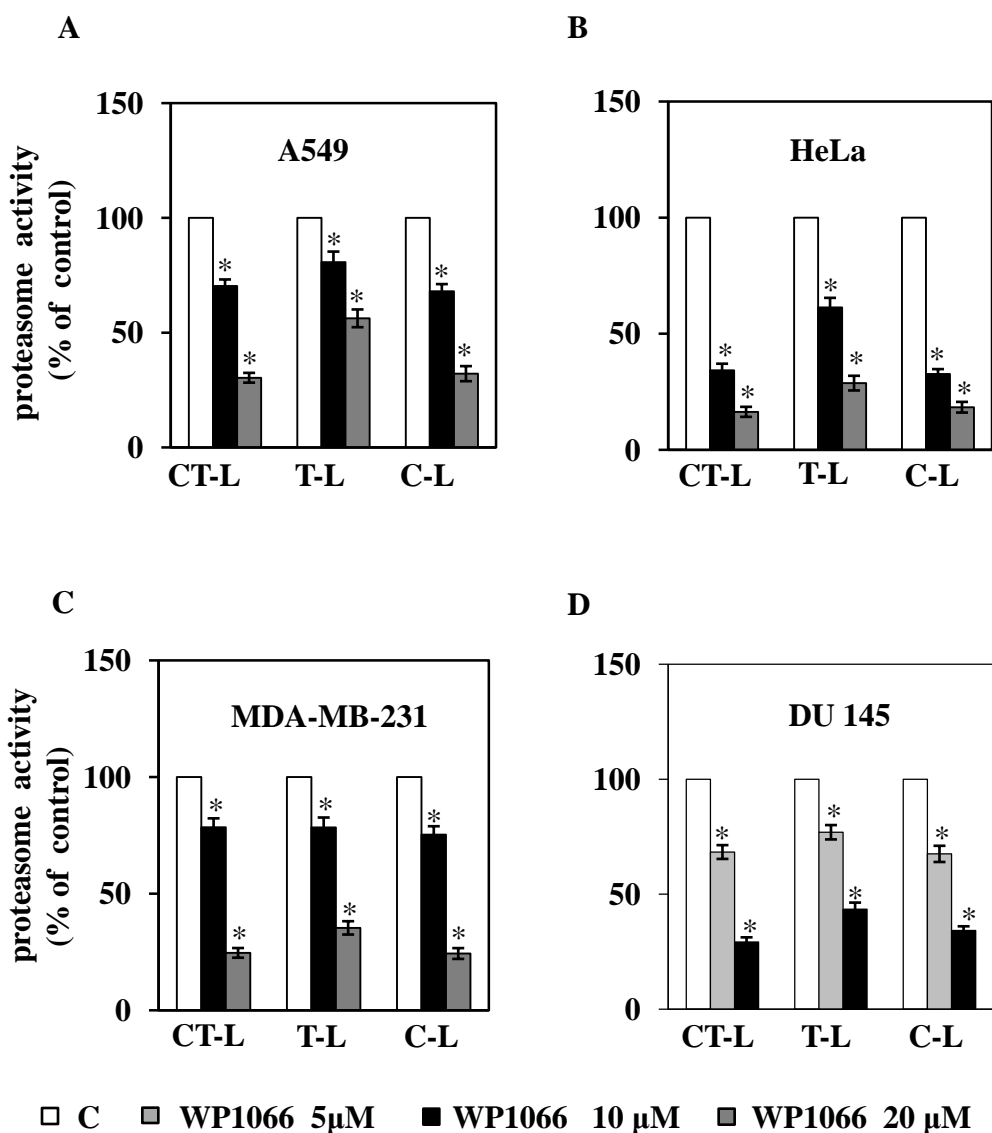 A
proteasome activity
(% of control)
150
100
50
0
A549
*
*
*
*
*
*
CT-L T-L C-L
B
150
100
50
0
HeLa
*
*
*
*
*
*
CT-L T-L C-L
C
proteasome activity
(% of control)
150
100
50
0
MDA-MB-231
*
*
*
*
*
*
CT-L T-L C-L
D
150
100
50
0
DU 145
*
*
*
*
*
*
CT-L T-L C-L
C WP1066 5µM WP1066 10 µM WP1066 20 µM